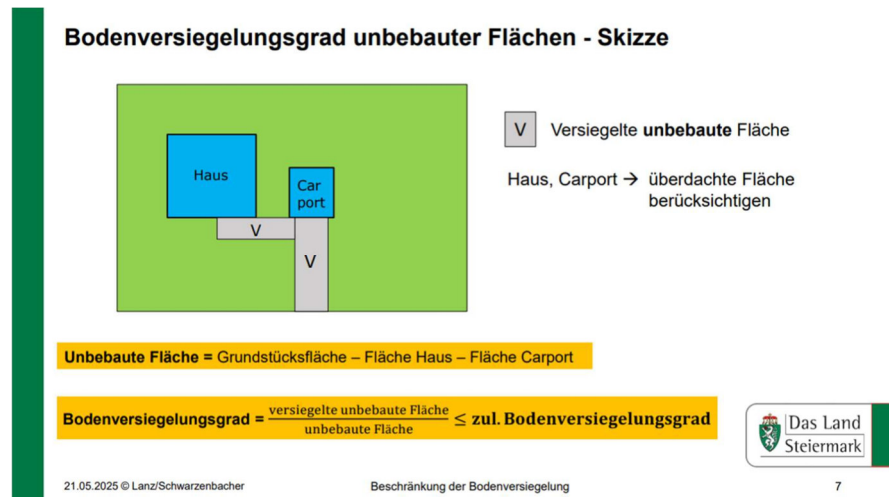 Bodenversiegelungsgrad unbebauter Flächen - Skizze
Haus
Car
port
V
V
V Versiegelte unbebaute Fläche
Haus, Carport → überdachte Fläche
berücksichtigen
Unbebaute Fläche = Grundstücksfläche – Fläche Haus – Fläche Carport
Bodenversiegelungsgrad = versiegelte unbebaute Fläche / unbebaute Fläche ≤ zul. Bodenversiegelungsgrad
Das Land
Steiermark
21.05.2025 © Lanz/Schwarzenbacher Beschränkung der Bodenversiegelung 7